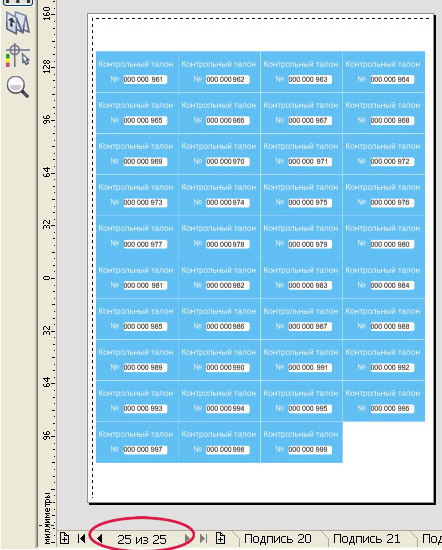 160
128
96
64
32
0
32
64
96
миллиметры
Контрольный талон Контрольный талон Контрольный талон Контрольный талон
№ 000 000 961 № 000 000 962 № 000 000 963 № 000 000 964
Контрольный талон Контрольный талон Контрольный талон Контрольный талон
№ 000 000 965 № 000 000 966 № 000 000 967 № 000 000 968
Контрольный талон Контрольный талон Контрольный талон Контрольный талон
№ 000 000 969 № 000 000 970 № 000 000 971 № 000 000 972
Контрольный талон Контрольный талон Контрольный талон Контрольный талон
№ 000 000 973 № 000 000 974 № 000 000 975 № 000 000 976
Контрольный талон Контрольный талон Контрольный талон Контрольный талон
№ 000 000 977 № 000 000 978 № 000 000 979 № 000 000 980
Контрольный талон Контрольный талон Контрольный талон Контрольный талон
№ 000 000 981 № 000 000 982 № 000 000 983 № 000 000 984
Контрольный талон Контрольный талон Контрольный талон Контрольный талон
№ 000 000 985 № 000 000 986 № 000 000 987 № 000 000 988
Контрольный талон Контрольный талон Контрольный талон Контрольный талон
№ 000 000 989 № 000 000 990 № 000 000 991 № 000 000 992
Контрольный талон Контрольный талон Контрольный талон Контрольный талон
№ 000 000 993 № 000 000 994 № 000 000 995 № 000 000 996
Контрольный талон Контрольный талон Контрольный талон
№ 000 000 997 № 000 000 998 № 000 000 999
25 из 25 Подпись 20 Подпись 21 Под